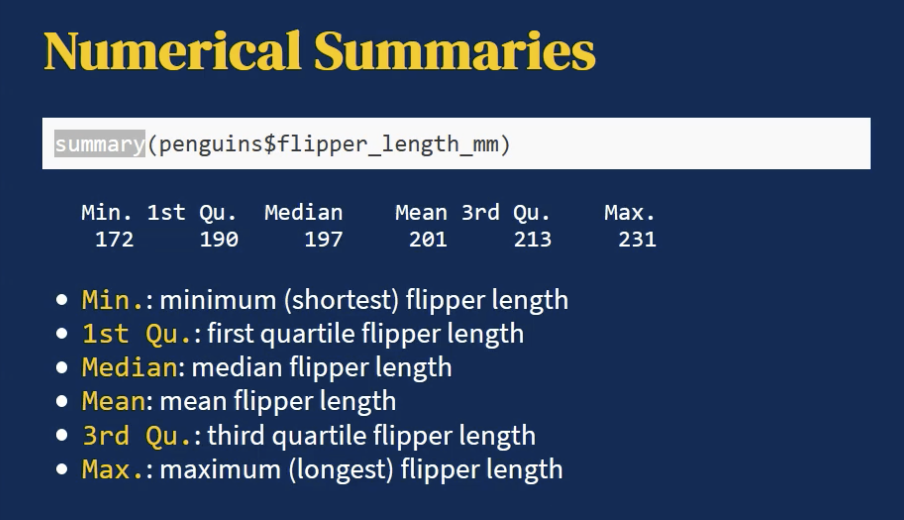 Numerical Summaries
summary(penguins$flipper_length_mm)
Min. 1st Qu. Median Mean 3rd Qu. Max.
172 190 197 201 213 231
• Min.: minimum (shortest) flipper length
• 1st Qu.: first quartile flipper length
• Median: median flipper length
• Mean: mean flipper length
• 3rd Qu.: third quartile flipper length
• Max.: maximum (longest) flipper length